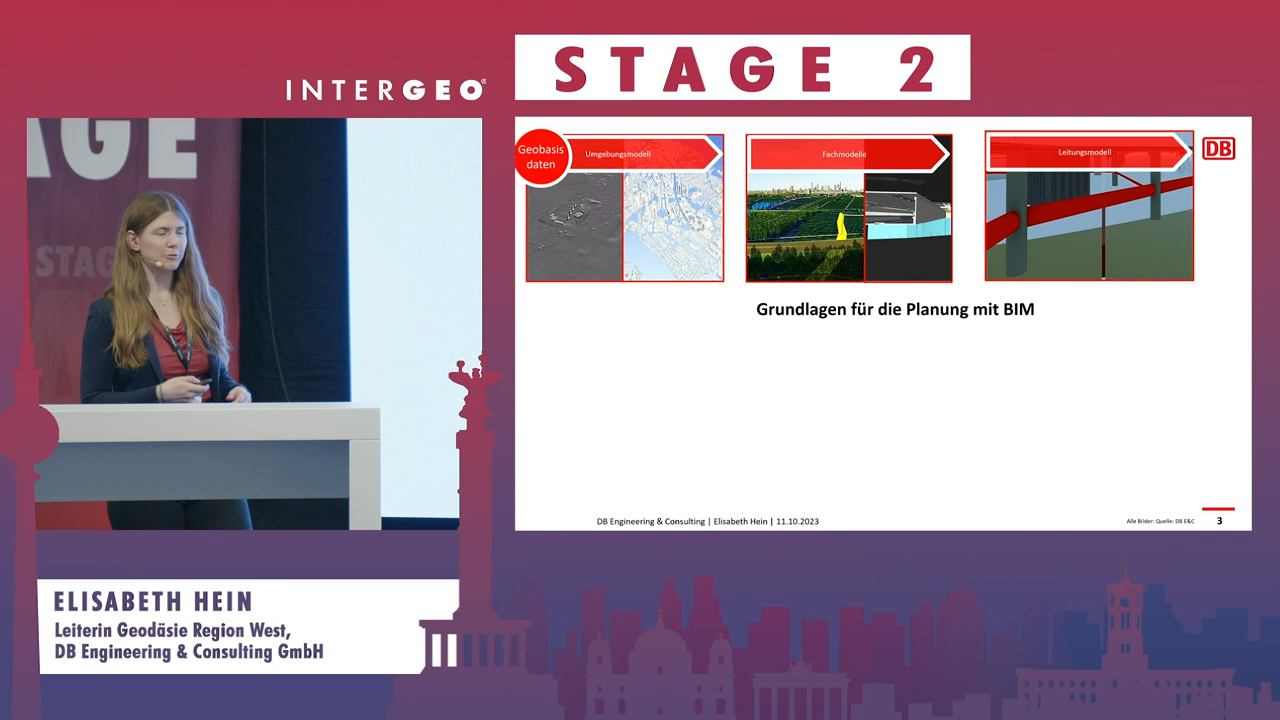 STAGE 2
INTERGEO®
AGE
STAG
Geobasis
daten
Umgebungsmodell
Fachmodelle
Leitungsmodell
DB
Grundlagen für die Planung mit BIM
DB Engineering & Consulting | Elisabeth Hein | 11.10.2023
Alle Bilder: Quelle: DB E&C
3
ELISABETH HEIN
Leiterin Geodäsie Region West,
DB Engineering & Consulting GmbH